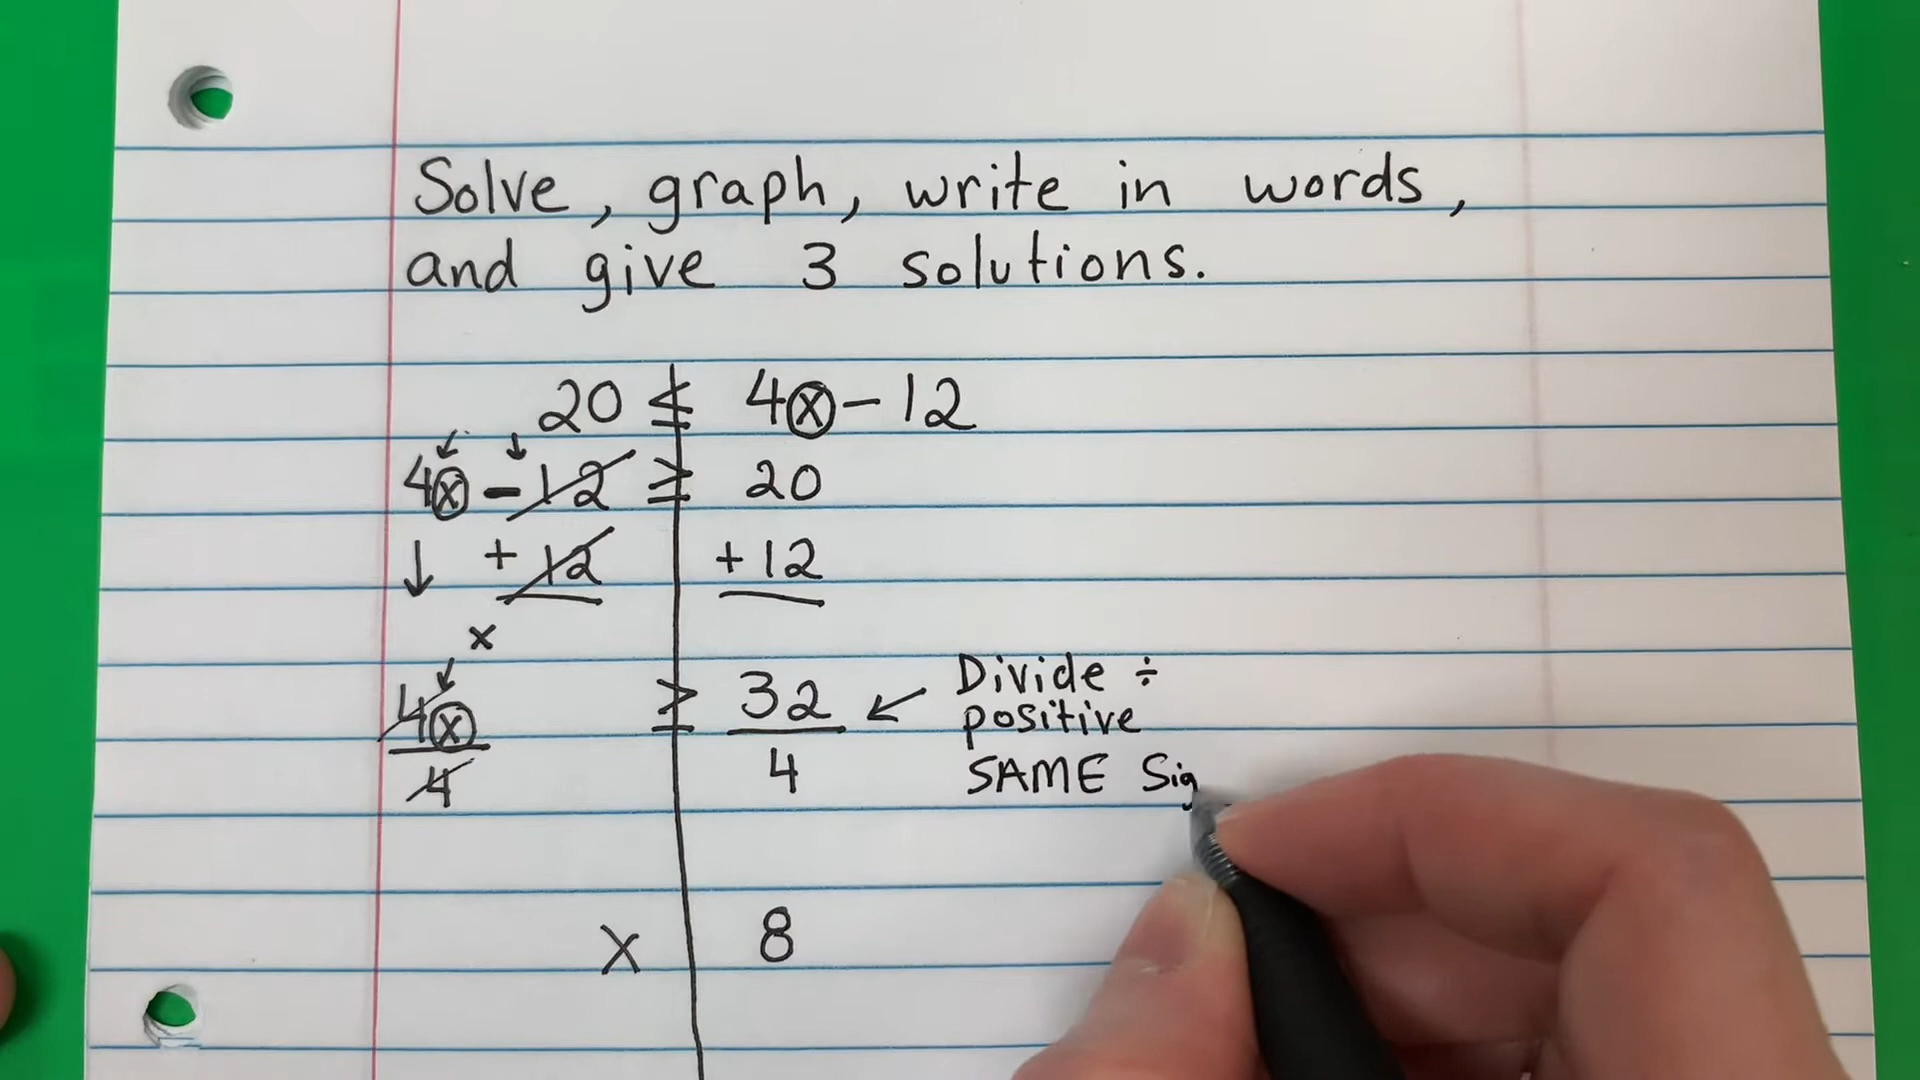 Solve, graph, write in words,
and give 3 solutions.
20 ≤ 4x - 12
4x - 12 ≥ 20
↓ + 12 + 12
x
4x ≥ 32 ← Divide ÷
positive
4 4 SAME Sig
x 8